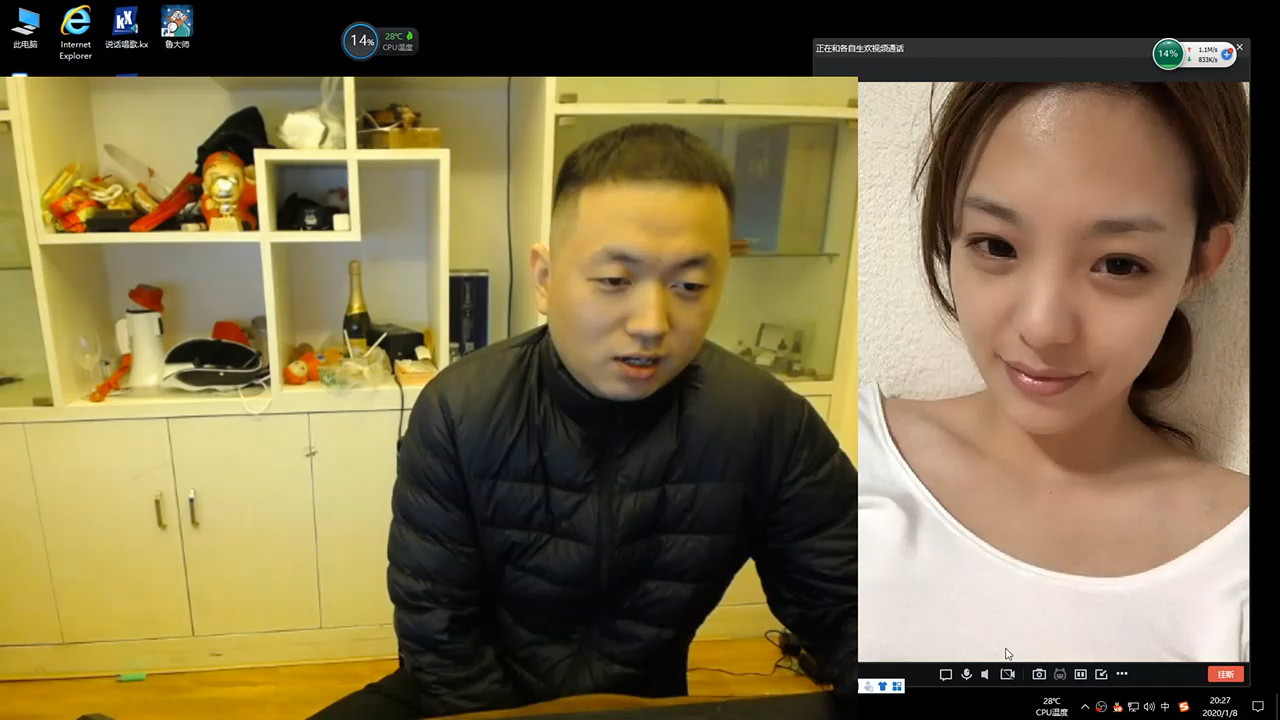 此电脑
Internet
Explorer
说话唱歌.kx
鲁大师
14%
28℃
CPU温度
正在和各自生欢视频通话
14%
1.1M/s
833K/s
挂断
28℃
CPU温度
中
20:27
2020/1/8